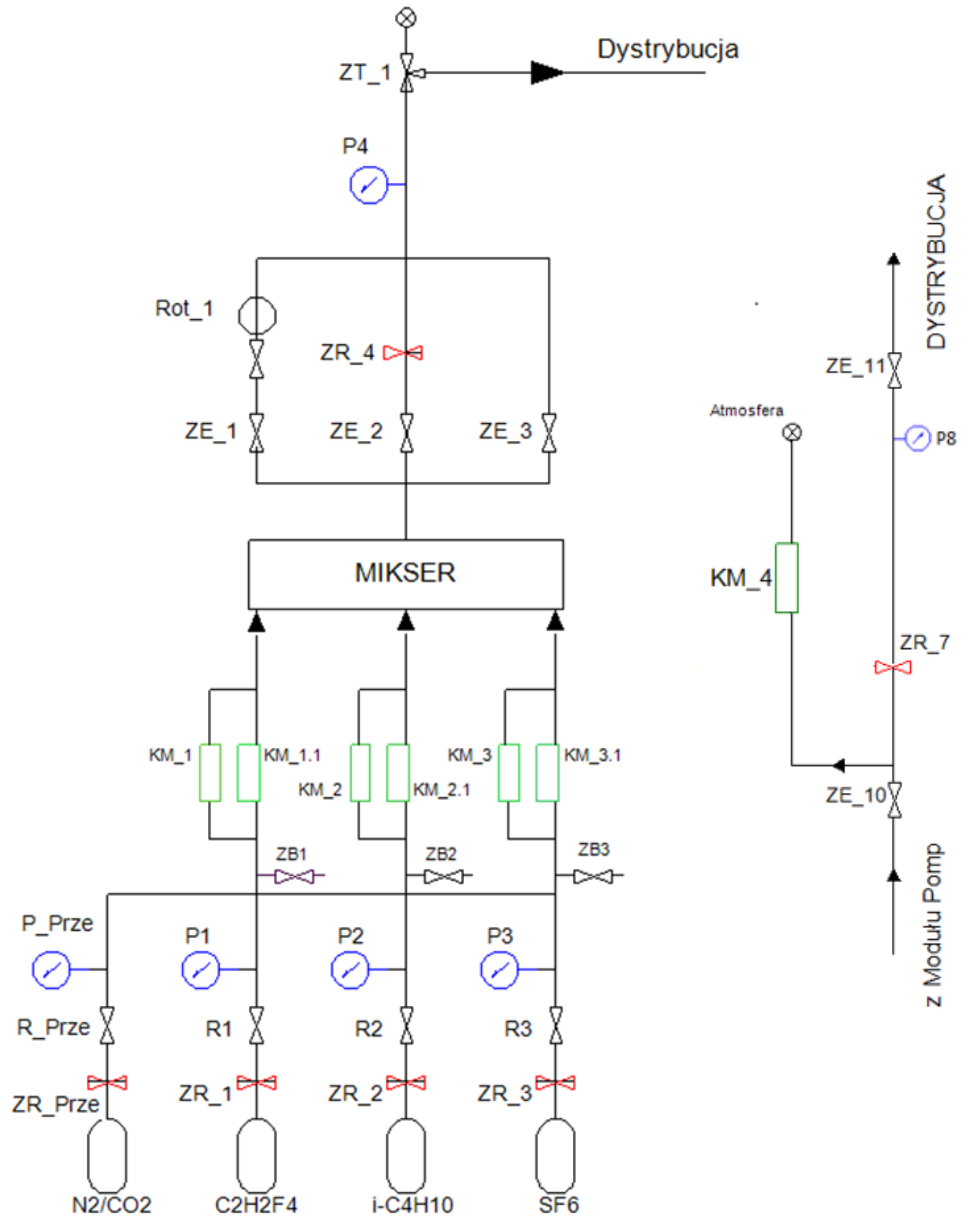 Dystrybucja
ZT_1
P4
DYSTRYBUCJA
Rot_1
ZR_4
ZE_11
Atmosfera
P8
ZE_1
ZE_2
ZE_3
MIKSER
KM_4
ZR_7
KM_1
KM_1.1
KM_2
KM_2.1
KM_3
KM_3.1
ZE_10
ZB1
ZB2
ZB3
z Modułu Pomp
P_Prze
P1
P2
P3
R_Prze
R1
R2
R3
ZR_Prze
ZR_1
ZR_2
ZR_3
N2/CO2
C2H2F4
i-C4H10
SF6